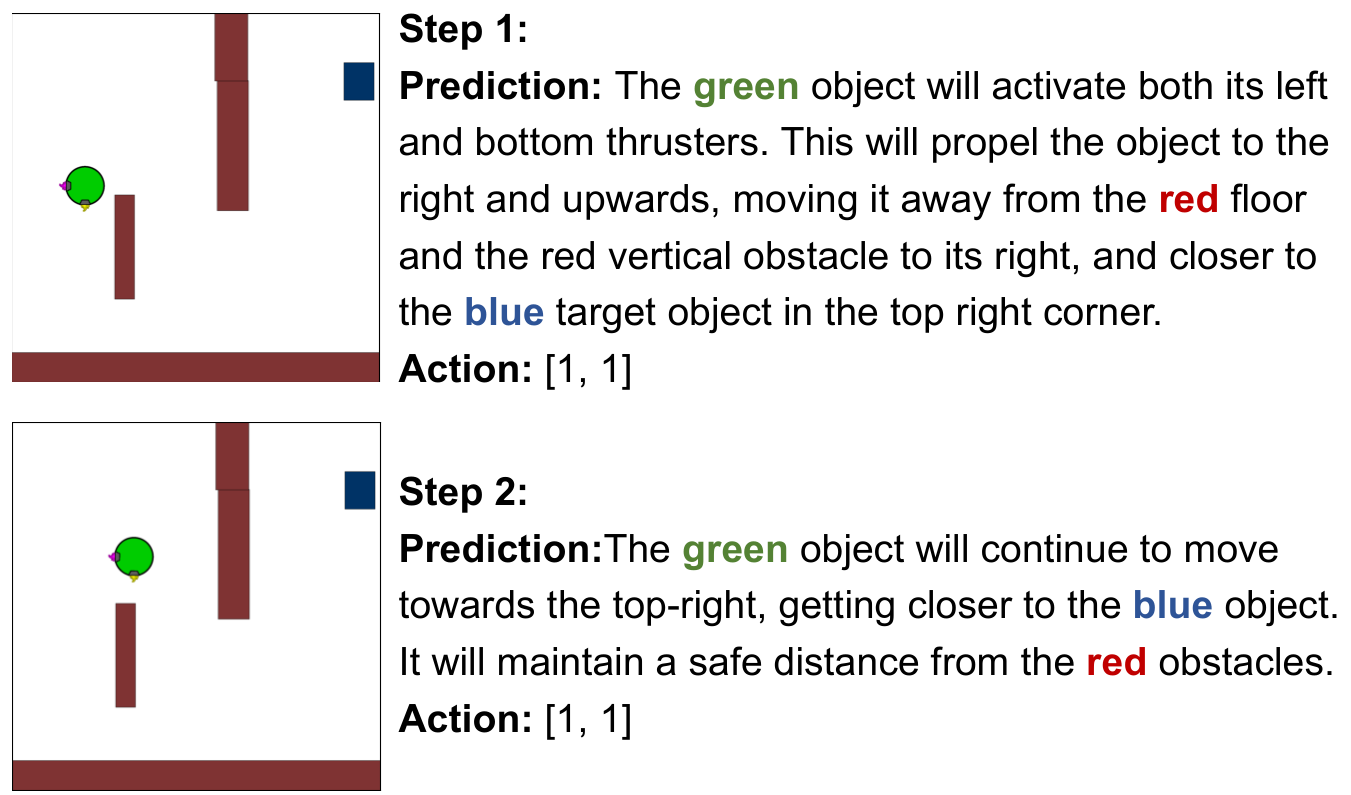 Step 1:
Prediction: The green object will activate both its left
and bottom thrusters. This will propel the object to the
right and upwards, moving it away from the red floor
and the red vertical obstacle to its right, and closer to
the blue target object in the top right corner.
Action: [1, 1]
Step 2:
Prediction:The green object will continue to move
towards the top-right, getting closer to the blue object.
It will maintain a safe distance from the red obstacles.
Action: [1, 1]